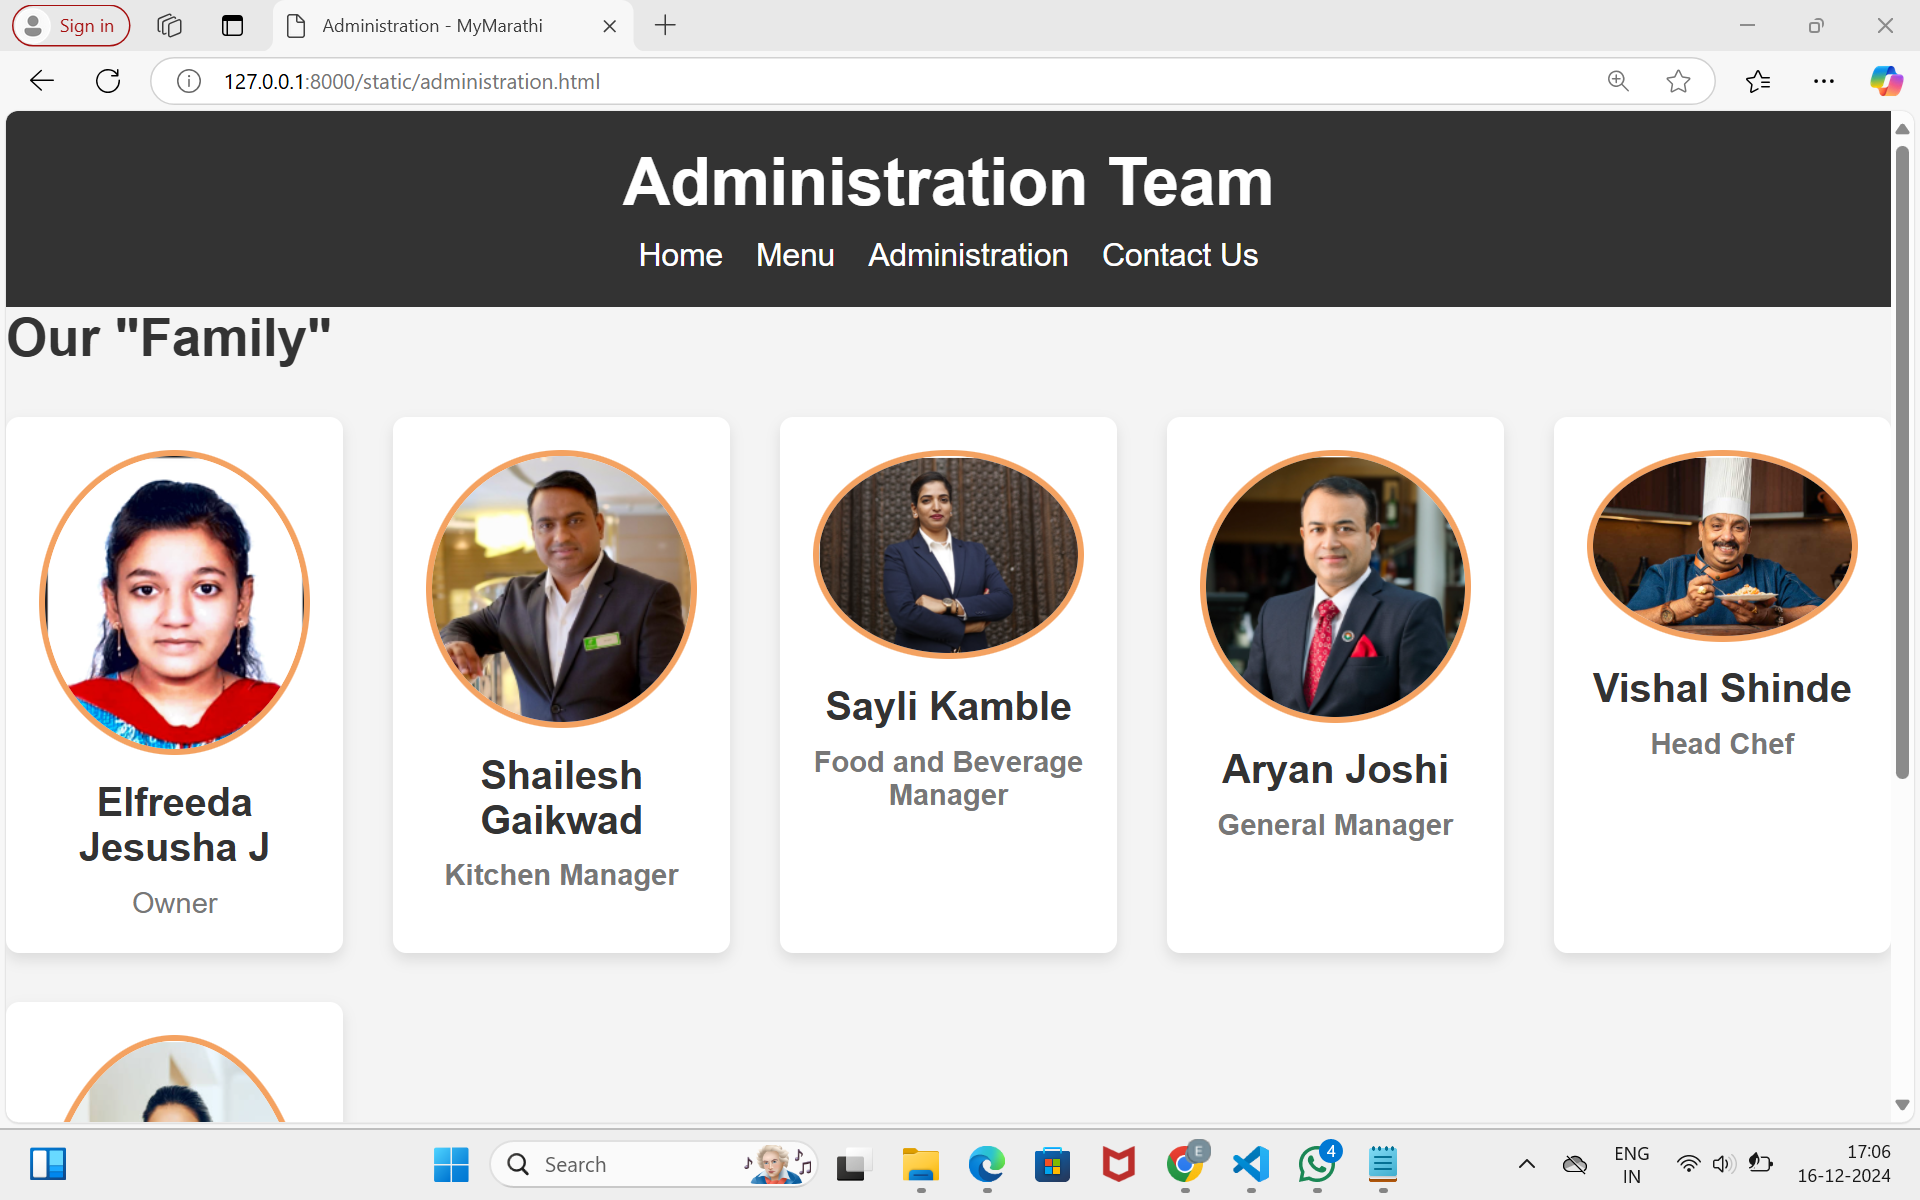 Sign in
Administration - MyMarathi
127.0.0.1:8000/static/administration.html
Administration Team
Home Menu Administration Contact Us
Our "Family"
Elfreeda
Jesusha J
Owner
Shailesh
Gaikwad
Kitchen Manager
Sayli Kamble
Food and Beverage
Manager
Aryan Joshi
General Manager
Vishal Shinde
Head Chef
Search
E
4
ENG
IN
17:06
16-12-2024